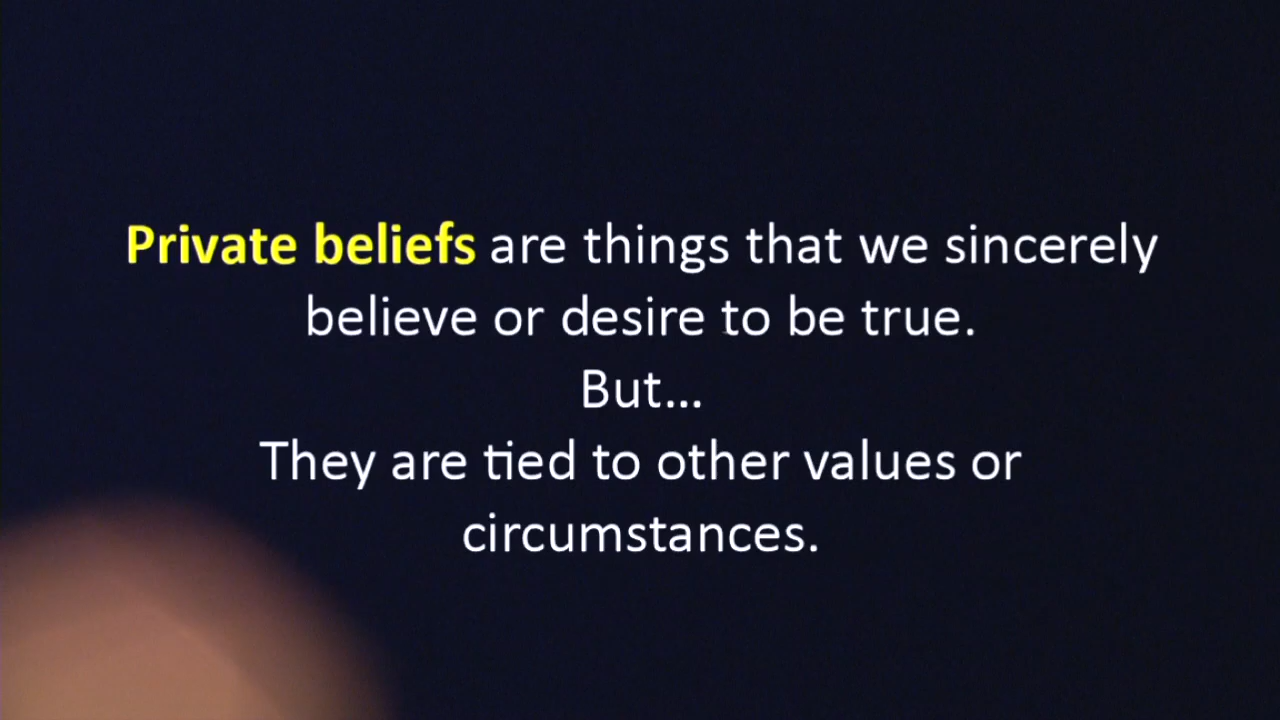 Private beliefs are things that we sincerely
believe or desire to be true.
But...
They are tied to other values or
circumstances.